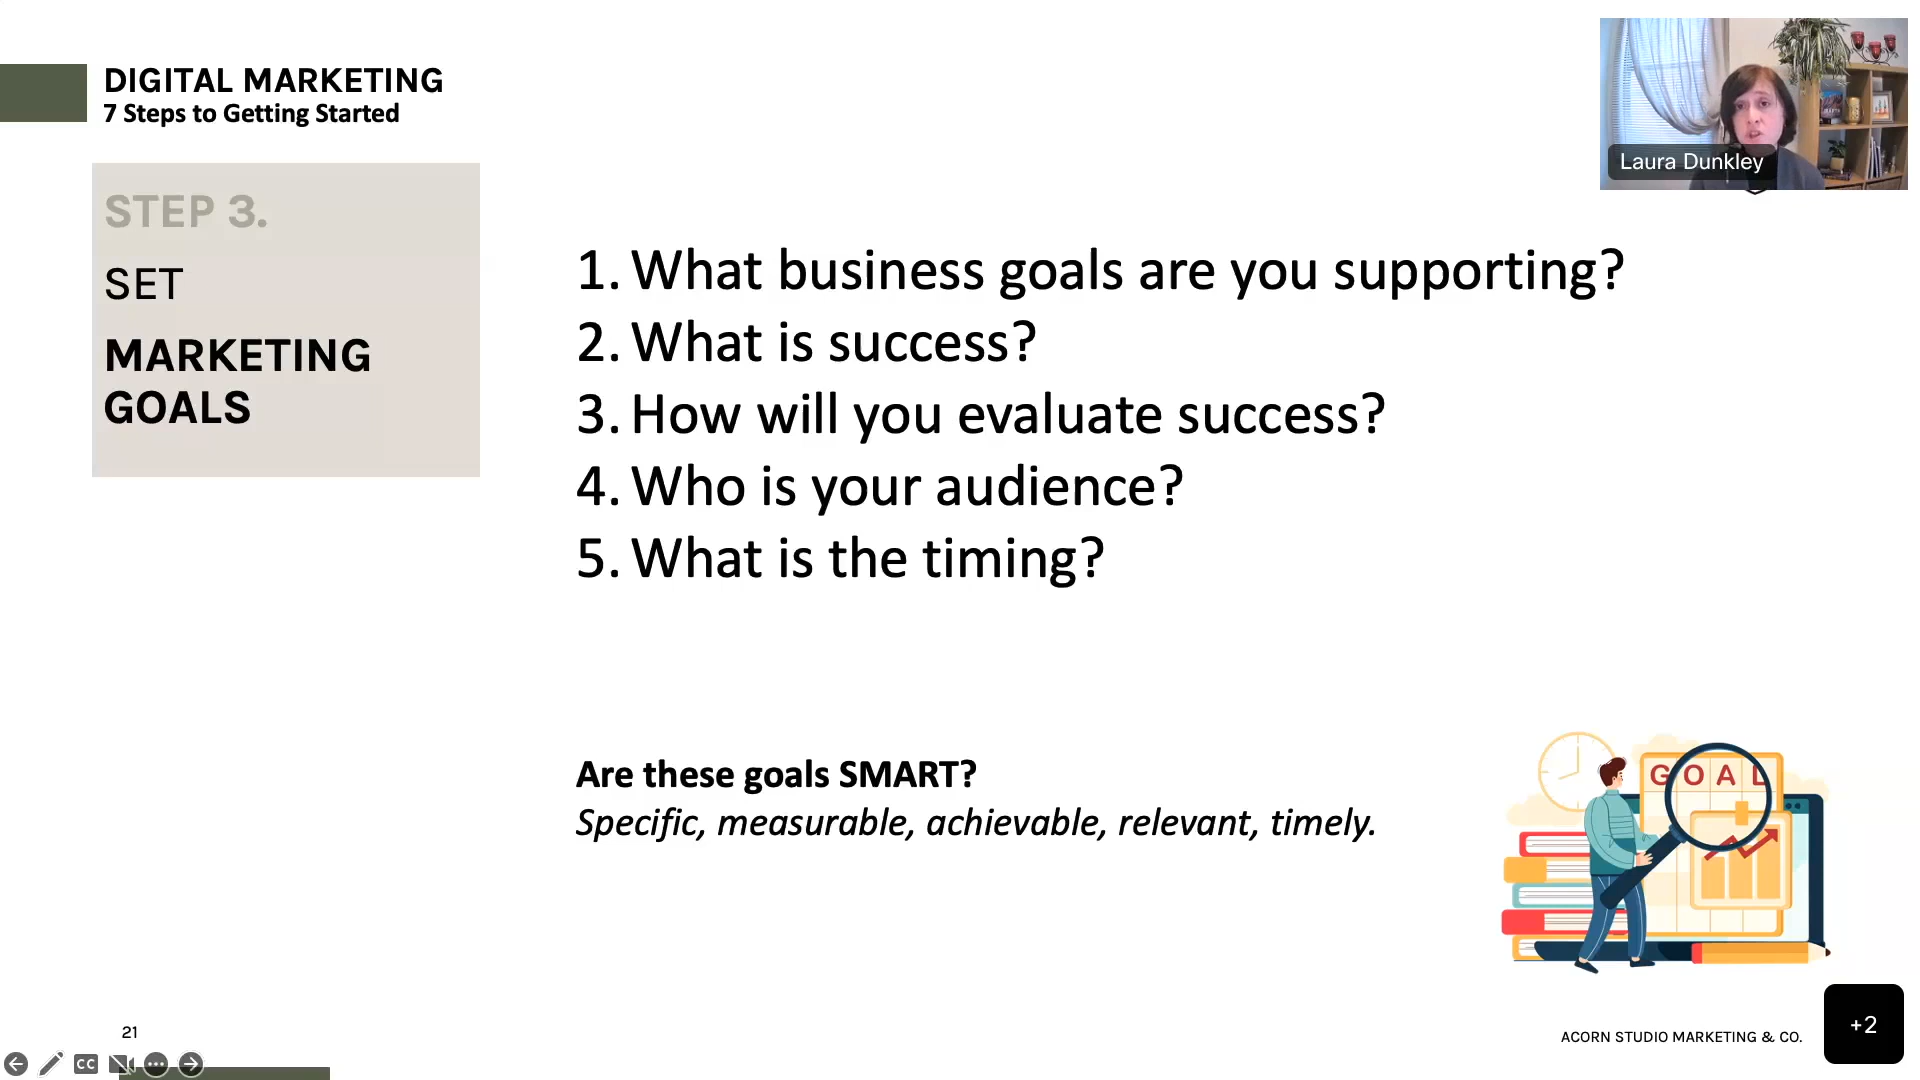 DIGITAL MARKETING
7 Steps to Getting Started
Laura Dunkley
STEP 3.
SET
MARKETING
GOALS
1. What business goals are you supporting?
2. What is success?
3. How will you evaluate success?
4. Who is your audience?
5. What is the timing?
Are these goals SMART?
Specific, measurable, achievable, relevant, timely.
GOAL
21
ACORN STUDIO MARKETING & CO.
+2
CC